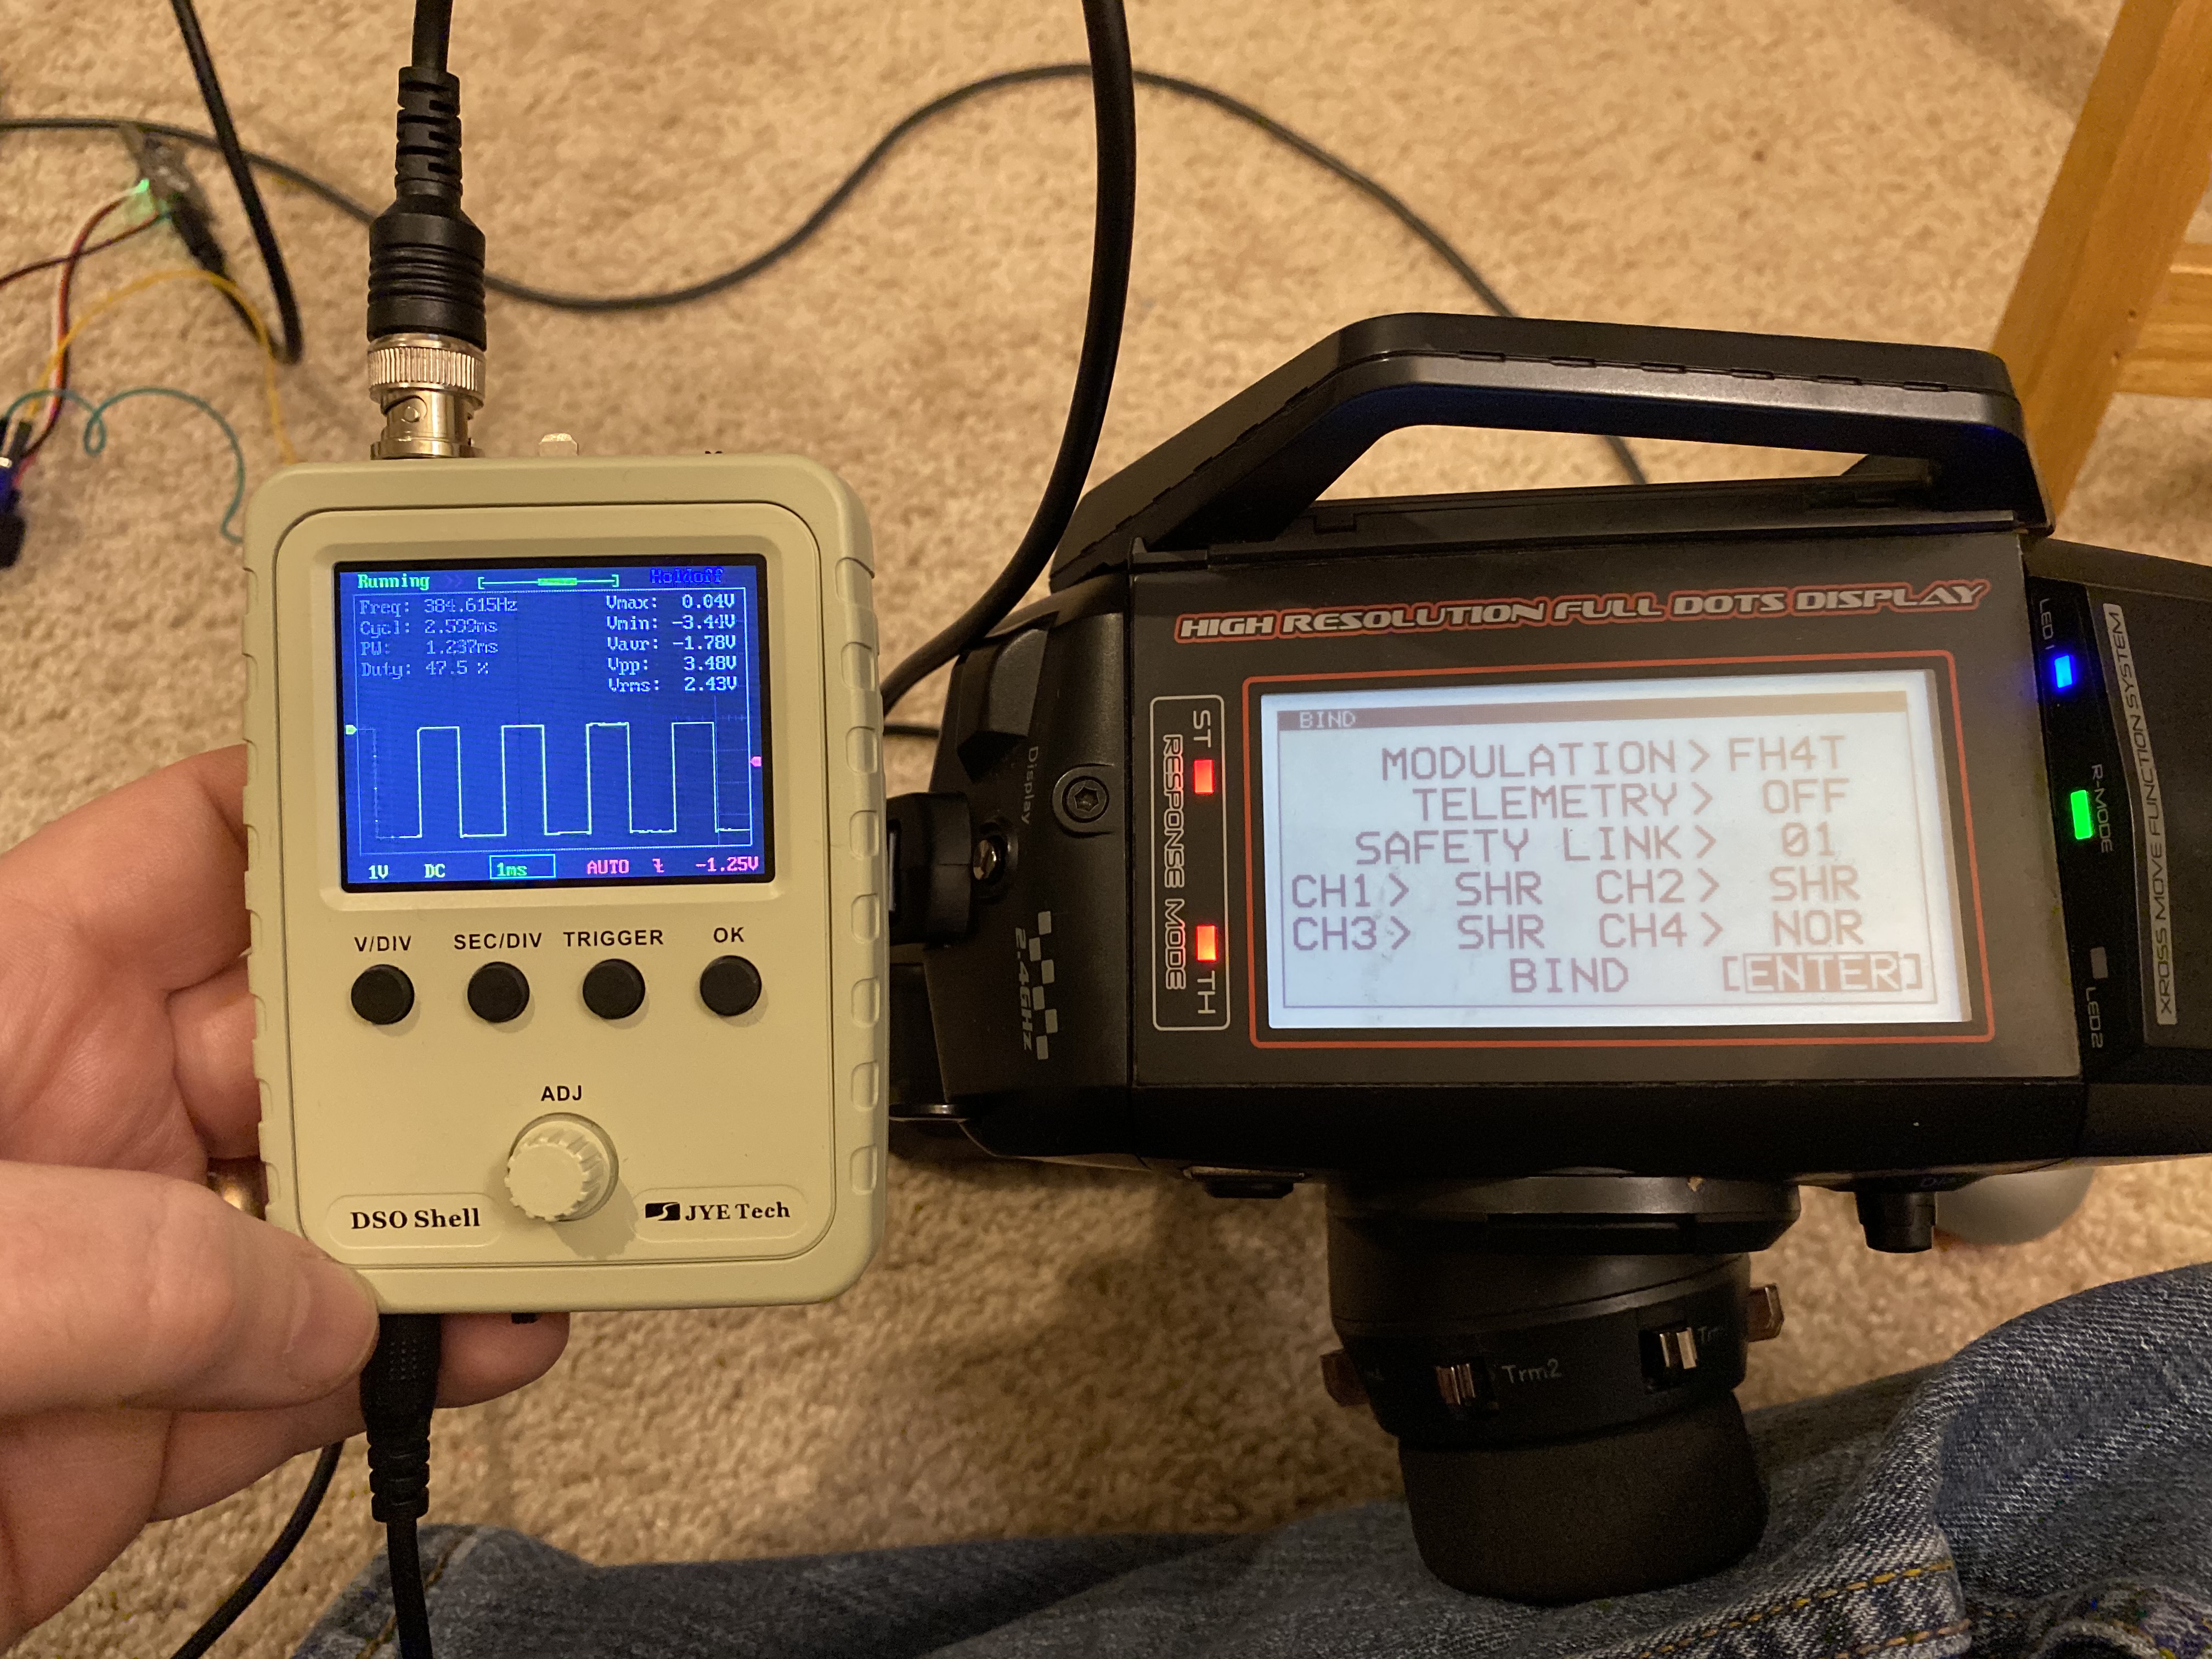 Running
Holdoff
Freq: 384.615Hz
Cycl: 2.599ms
PW: 1.237ms
Duty: 47.5 %
Vmax: 0.04V
Vmin: -3.44V
Vavr: -1.78V
Vpp: 3.48V
Vrms: 2.43V
1V DC 1ms AUTO -1.25V
V/DIV SEC/DIV TRIGGER OK
ADJ
DSO Shell
JYE Tech
Display
2.4GHz
HIGH RESOLUTION FULL DOTS DISPLAY
ST RESPONSE MODE TH
BIND
MODULATION> FH4T
TELEMETRY> OFF
SAFETY LINK> 01
CH1> SHR CH2> SHR
CH3> SHR CH4> NOR
BIND [ENTER]
LED 1
R-MODE
LED2
XROSS MOVE FUNCTION SYSTEM
Trm2